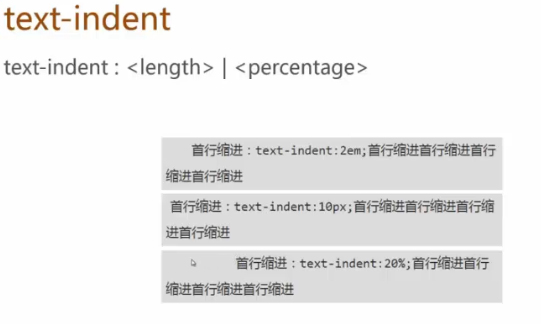 text-indent
text-indent : <length> | <percentage>
首行缩进：text-indent:2em;首行缩进首行缩进首行
缩进首行缩进
首行缩进：text-indent:10px;首行缩进首行缩进首行缩
进首行缩进
首行缩进：text-indent:20%;首行缩进首行
缩进首行缩进首行缩进